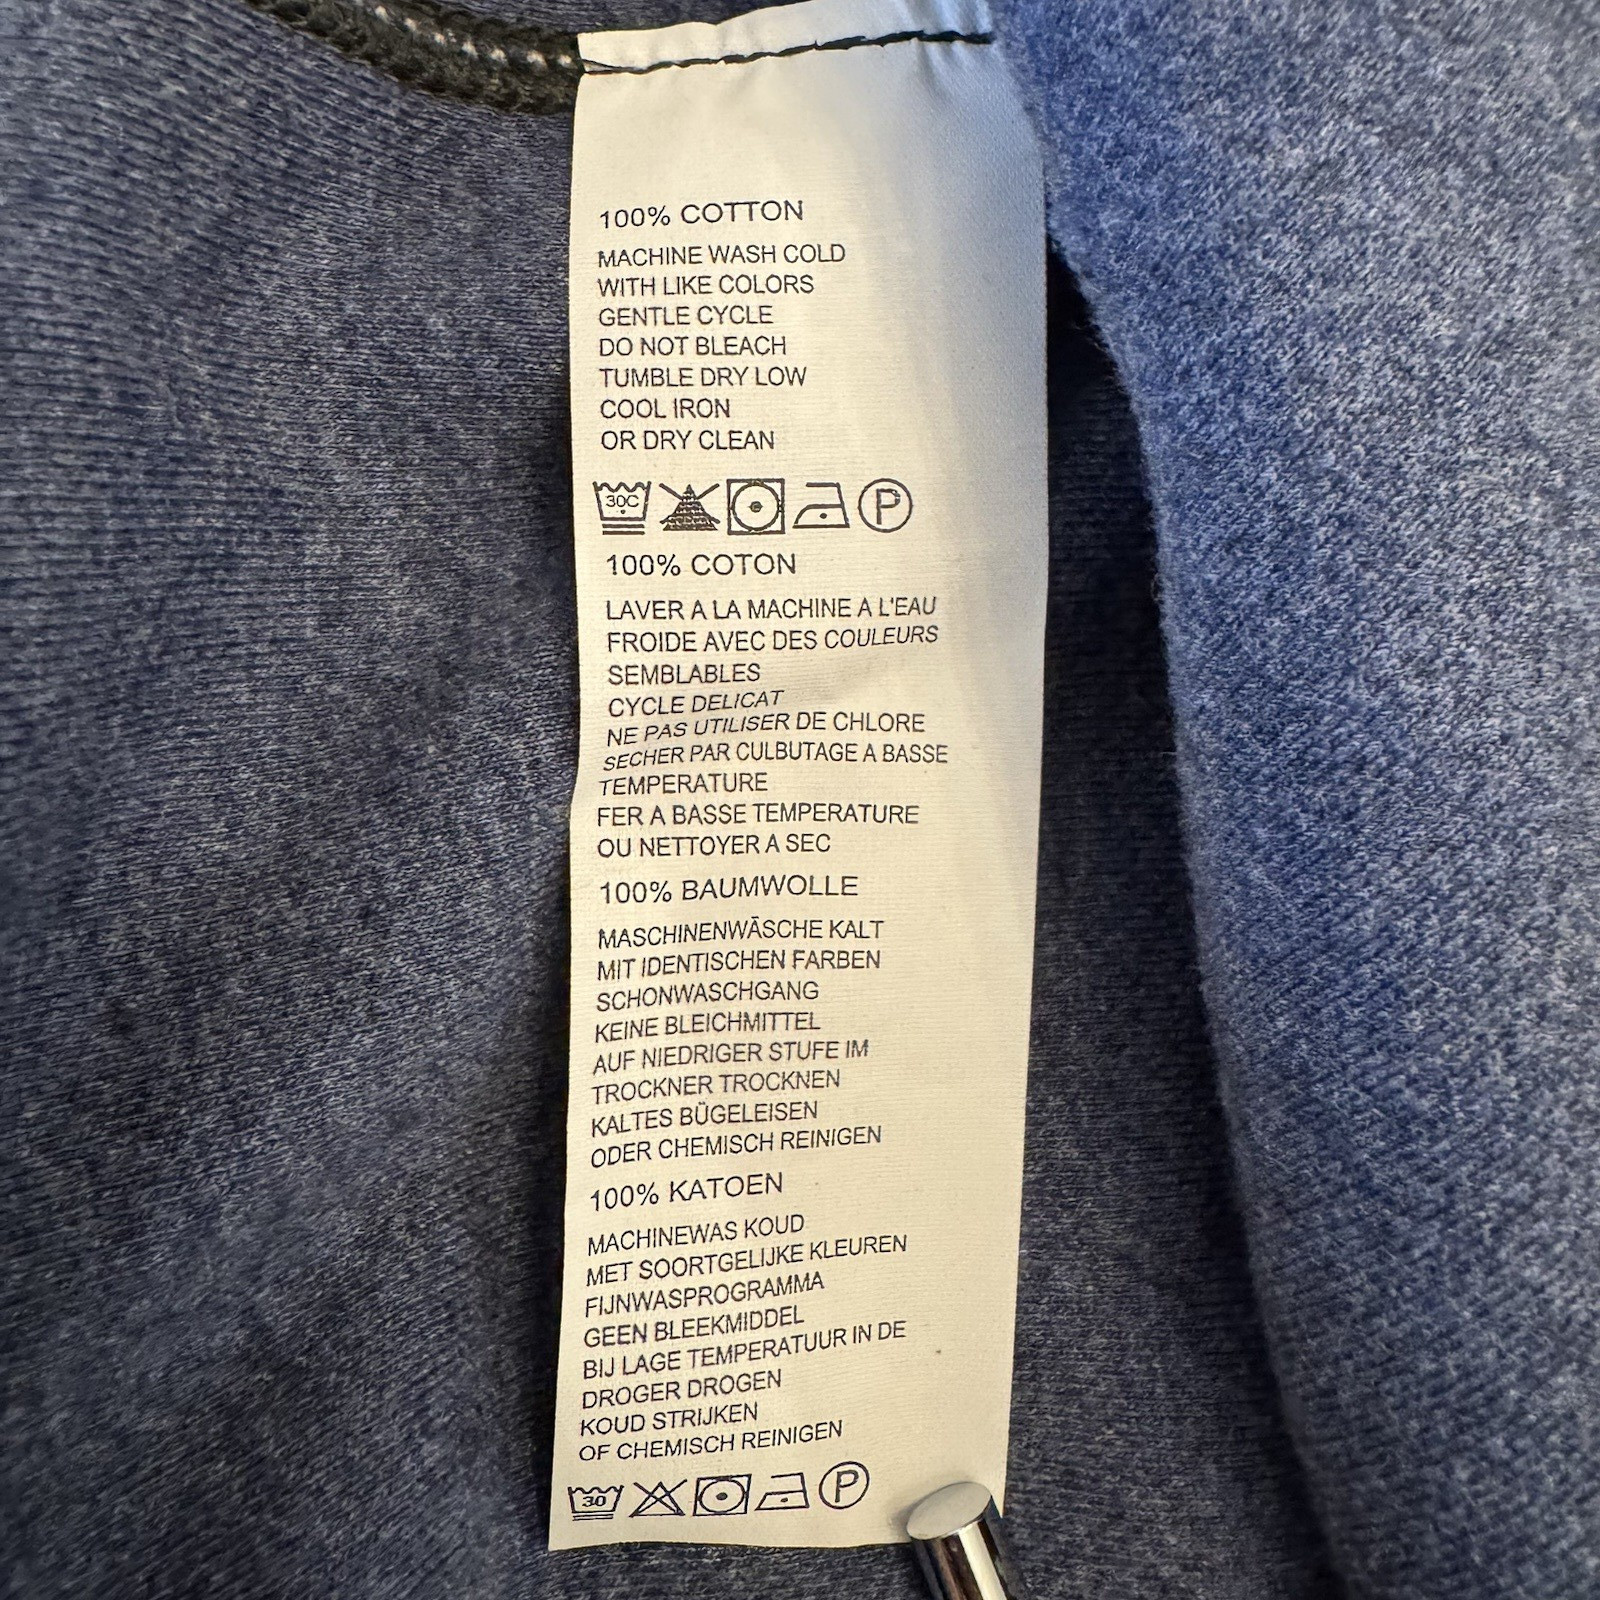 100% COTTON
MACHINE WASH COLD
WITH LIKE COLORS
GENTLE CYCLE
DO NOT BLEACH
TUMBLE DRY LOW
COOL IRON
OR DRY CLEAN
30C P
100% COTON
LAVER A LA MACHINE A L'EAU
FROIDE AVEC DES COULEURS
SEMBLABLES
CYCLE DELICAT
NE PAS UTILISER DE CHLORE
SECHER PAR CULBUTAGE A BASSE
TEMPERATURE
FER A BASSE TEMPERATURE
OU NETTOYER A SEC
100% BAUMWOLLE
MASCHINENWÄSCHE KALT
MIT IDENTISCHEN FARBEN
SCHONWASCHGANG
KEINE BLEICHMITTEL
AUF NIEDRIGER STUFE IM
TROCKNER TROCKNEN
KALTES BÜGELEISEN
ODER CHEMISCH REINIGEN
100% KATOEN
MACHINEWAS KOUD
MET SOORTGELIJKE KLEUREN
FIJNWASPROGRAMMA
GEEN BLEEKMIDDEL
BIJ LAGE TEMPERATUUR IN DE
DROGER DROGEN
KOUD STRIJKEN
OF CHEMISCH REINIGEN
30 P